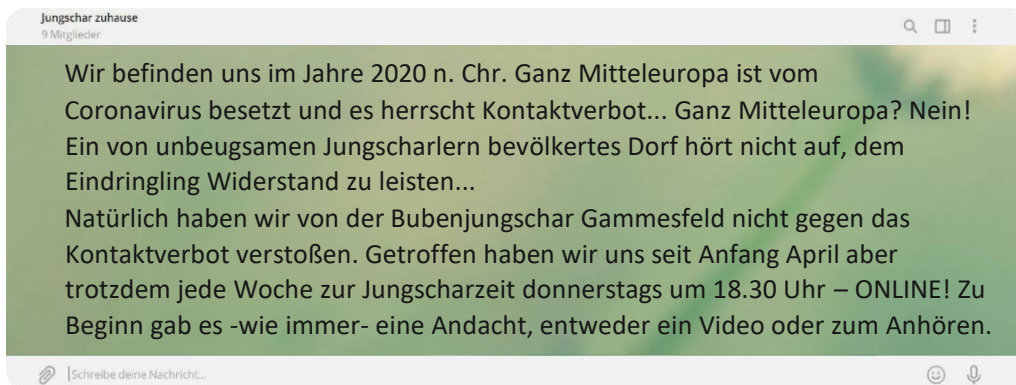 Jungschar zuhause
9 Mitglieder
Wir befinden uns im Jahre 2020 n. Chr. Ganz Mitteleuropa ist vom
Coronavirus besetzt und es herrscht Kontaktverbot... Ganz Mitteleuropa? Nein!
Ein von unbeugsamen Jungscharlern bevölkertes Dorf hört nicht auf, dem
Eindringling Widerstand zu leisten...
Natürlich haben wir von der Bubenjungschar Gammesfeld nicht gegen das
Kontaktverbot verstoßen. Getroffen haben wir uns seit Anfang April aber
trotzdem jede Woche zur Jungscharzeit donnerstags um 18.30 Uhr – ONLINE! Zu
Beginn gab es -wie immer- eine Andacht, entweder ein Video oder zum Anhören.
Schreibe deine Nachricht...